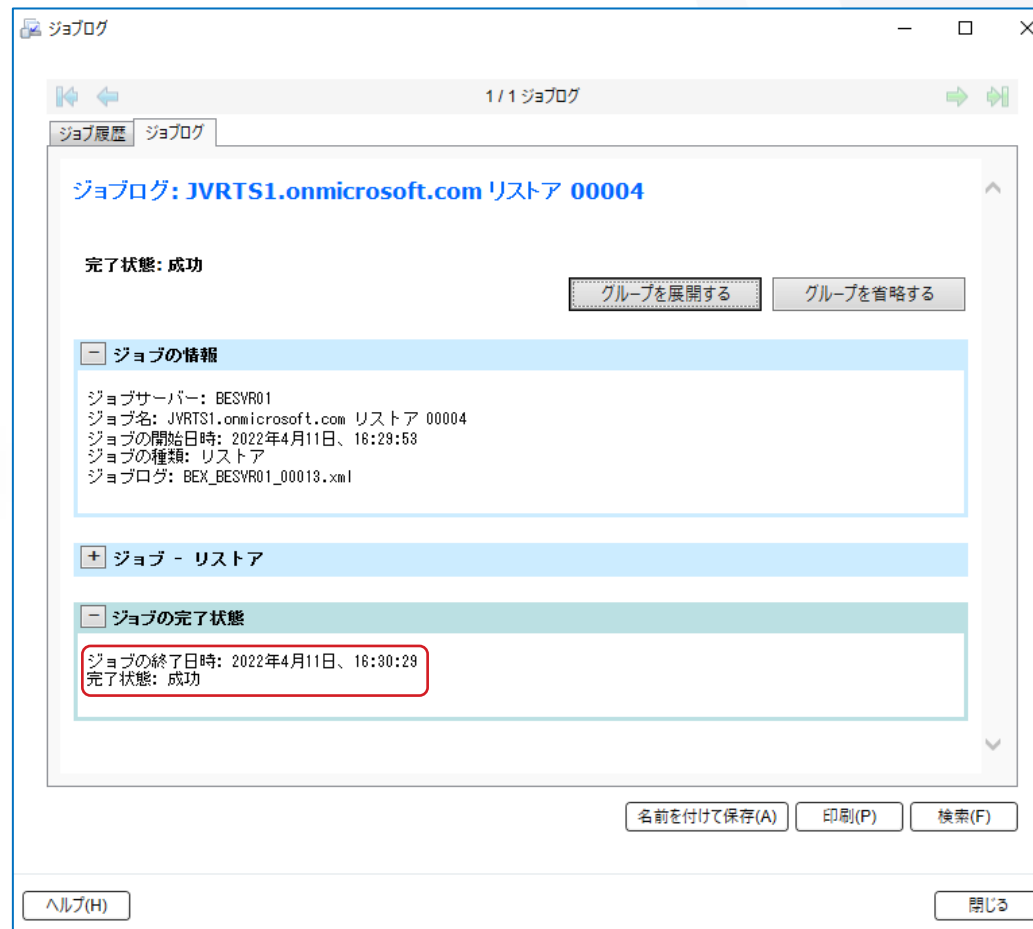 ジョブログ
1 / 1 ジョブログ
ジョブ履歴 ジョブログ
ジョブログ: JVRTS1.onmicrosoft.com リストア 00004
完了状態: 成功
グループを展開する グループを省略する
ジョブの情報
ジョブサーバー: BESVR01
ジョブ名: JVRTS1.onmicrosoft.com リストア 00004
ジョブの開始日時: 2022年4月11日、16:29:53
ジョブの種類: リストア
ジョブログ: BEX_BESVR01_00013.xml
ジョブ - リストア
ジョブの完了状態
ジョブの終了日時: 2022年4月11日、16:30:29
完了状態: 成功
名前を付けて保存(A) 印刷(P) 検索(F)
ヘルプ(H) 閉じる